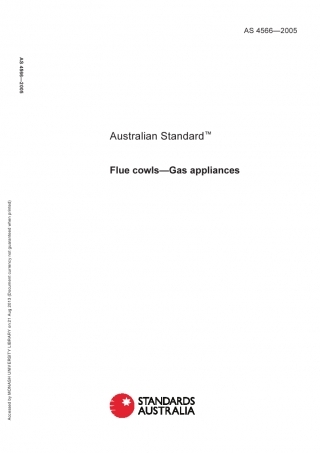 AS 4566—2005
AS 4566—2005
Australian Standard™
Flue cowls—Gas appliances
Accessed by MONASH UNIVERSITY LIBRARY on 21 Aug 2013 (Document currency not guaranteed when printed)
STANDARDS
AUSTRALIA